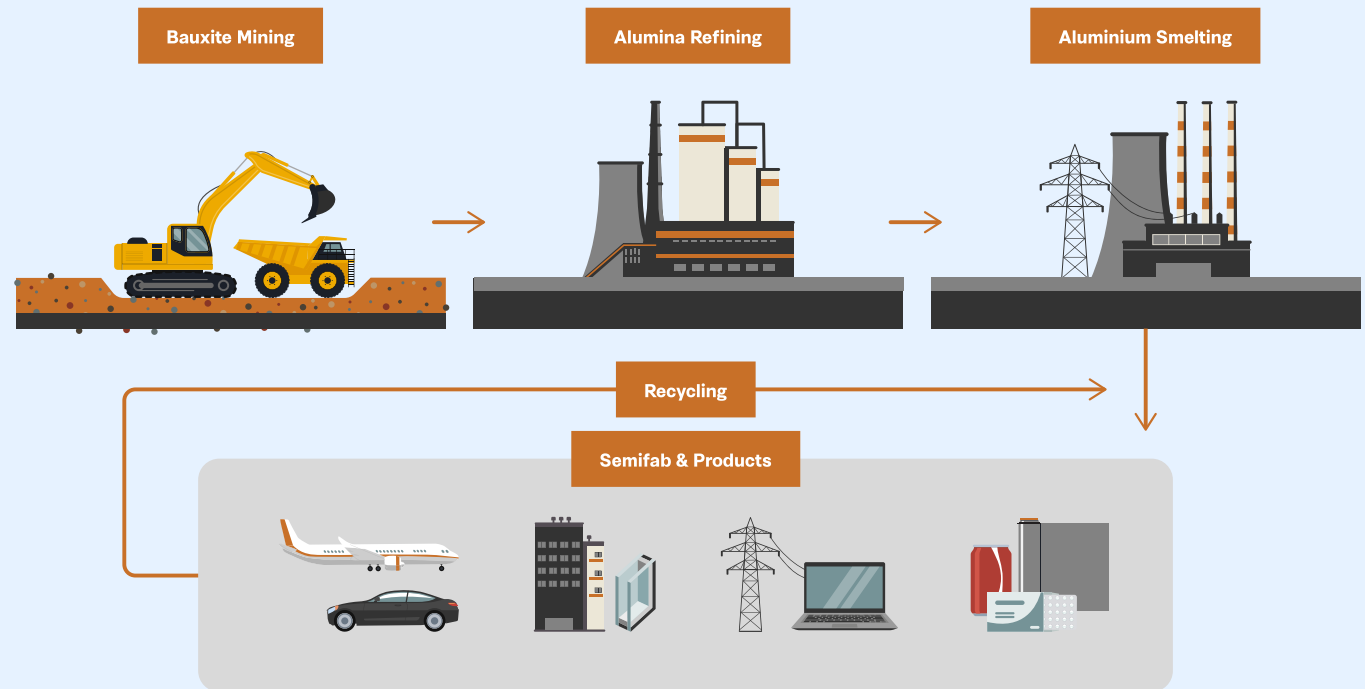 Bauxite Mining
Alumina Refining
Aluminium Smelting
Recycling
Semifab & Products